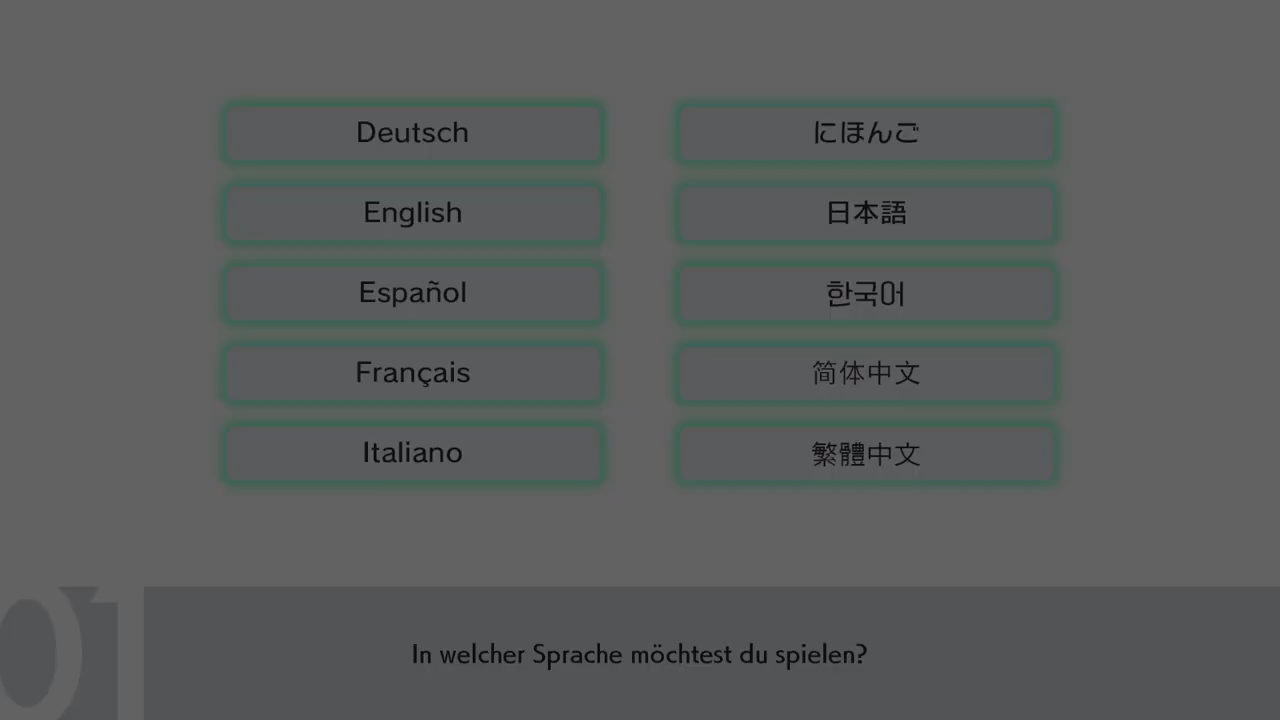 Deutsch
English
Español
Français
Italiano
にほんご
日本語
한국어
简体中文
繁體中文
01
In welcher Sprache möchtest du spielen?